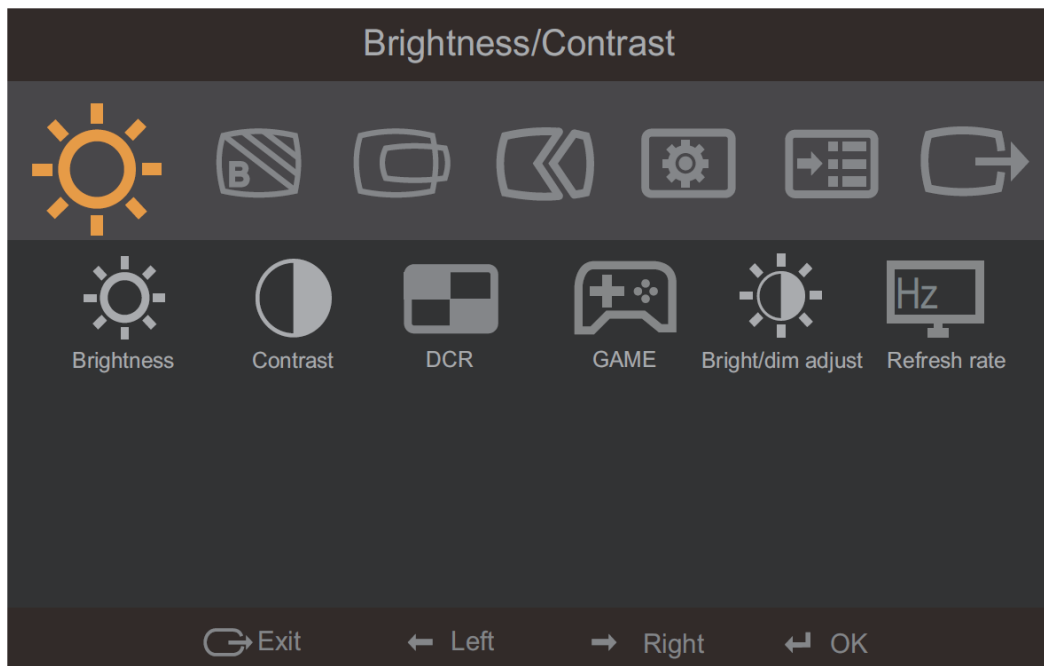 Brightness/Contrast
B
Hz
Brightness Contrast DCR GAME Bright/dim adjust Refresh rate
Exit Left Right OK